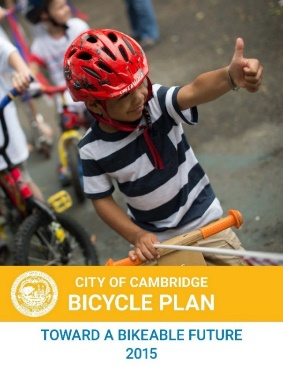 CITY OF CAMBRIDGE
BICYCLE PLAN
TOWARD A BIKEABLE FUTURE
2015